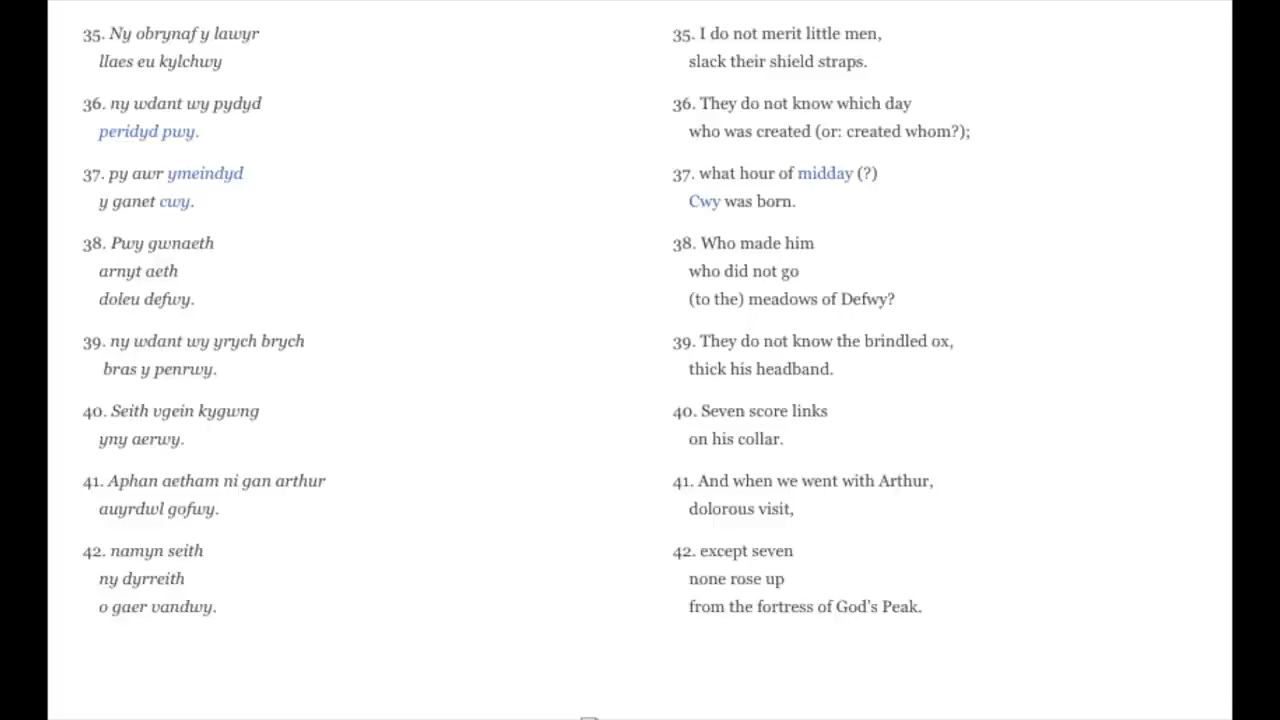 35. Ny obrynaf y lawyr
llaes eu kylchwy
36. ny wdant wy pydyd
peridyd pwy.
37. py awr ymeindyd
y ganet cwy.
38. Pwy gwnaeth
arnyt aeth
doleu defwy.
39. ny wdant wy yrych brych
bras y penrwy.
40. Seith vgein kygwng
yny aerwy.
41. Aphan aetham ni gan arthur
auyrdwl gofwy.
42. namyn seith
ny dyrreith
o gaer vandwy.
35. I do not merit little men,
slack their shield straps.
36. They do not know which day
who was created (or: created whom?);
37. what hour of midday (?)
Cwy was born.
38. Who made him
who did not go
(to the) meadows of Defwy?
39. They do not know the brindled ox,
thick his headband.
40. Seven score links
on his collar.
41. And when we went with Arthur,
dolorous visit,
42. except seven
none rose up
from the fortress of God's Peak.